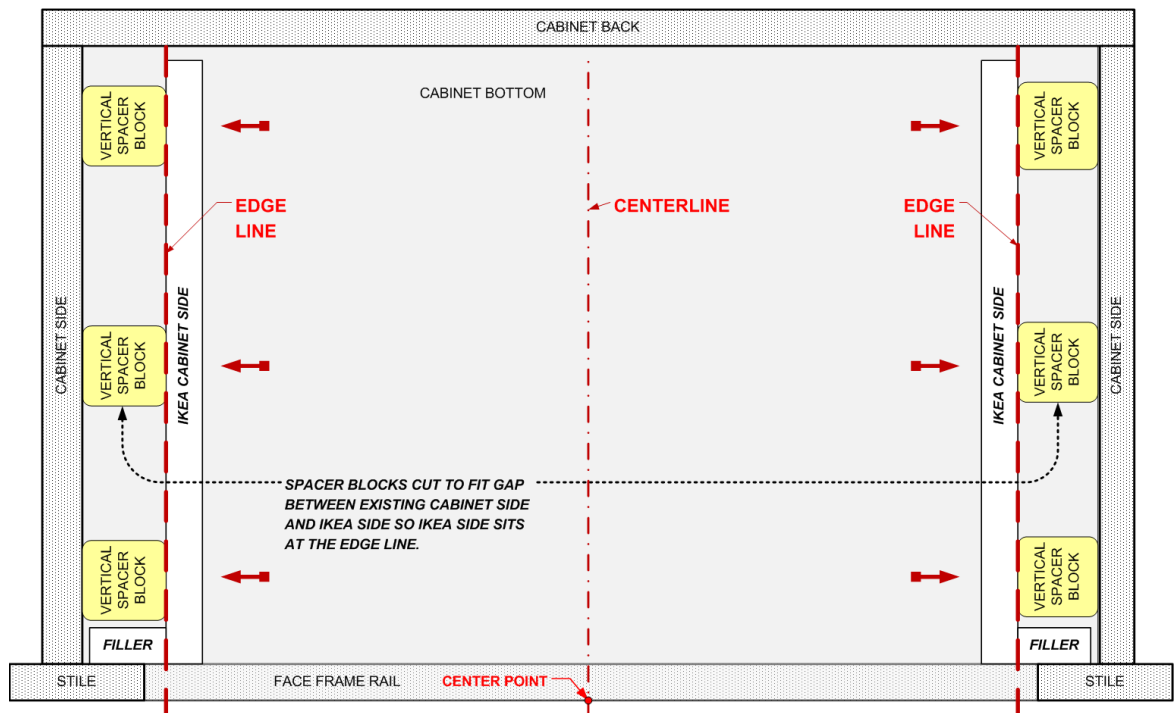 CABINET BACK
CABINET BOTTOM
VERTICAL
SPACER
BLOCK
VERTICAL
SPACER
BLOCK
EDGE
LINE
CENTERLINE
EDGE
LINE
CABINET SIDE
VERTICAL
SPACER
BLOCK
IKEA CABINET SIDE
IKEA CABINET SIDE
VERTICAL
SPACER
BLOCK
CABINET SIDE
SPACER BLOCKS CUT TO FIT GAP
BETWEEN EXISTING CABINET SIDE
AND IKEA SIDE SO IKEA SIDE SITS
AT THE EDGE LINE.
VERTICAL
SPACER
BLOCK
VERTICAL
SPACER
BLOCK
FILLER
FILLER
STILE
FACE FRAME RAIL
CENTER POINT
STILE